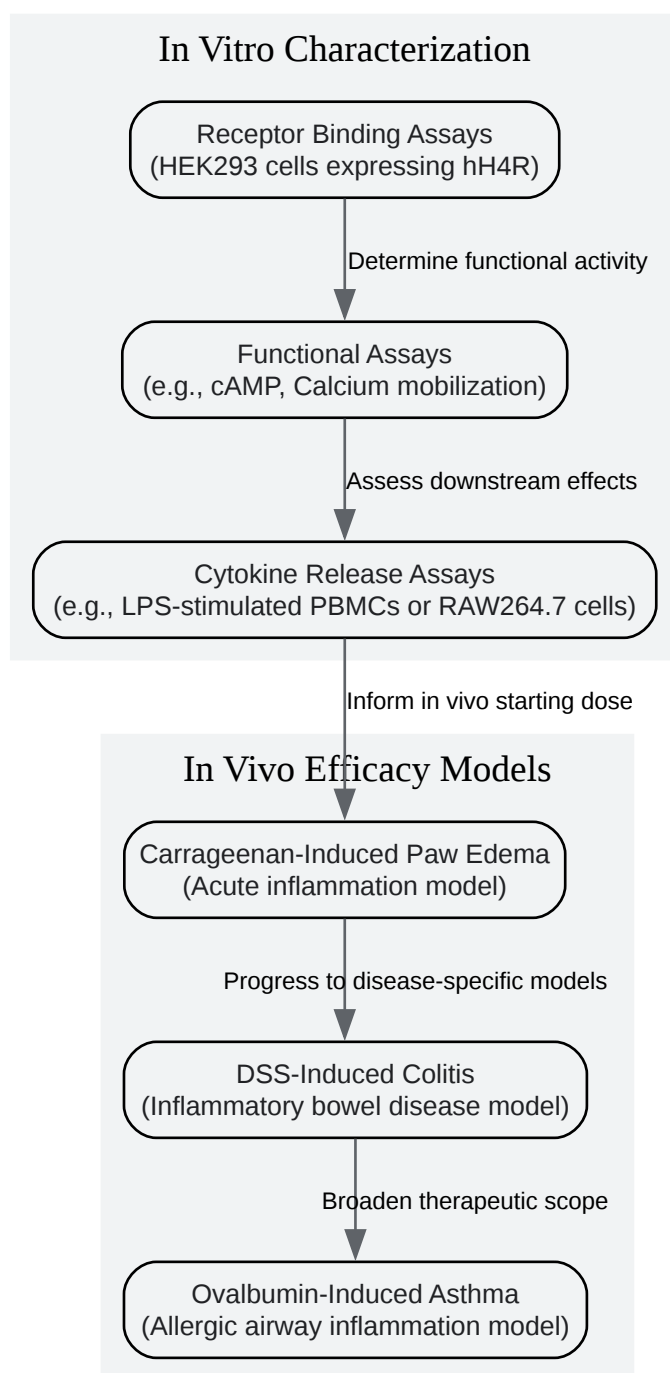 In Vitro Characterization
Receptor Binding Assays
(HEK293 cells expressing hH4R)
Determine functional activity
Functional Assays
(e.g., cAMP, Calcium mobilization)
Assess downstream effects
Cytokine Release Assays
(e.g., LPS-stimulated PBMCs or RAW264.7 cells)
Inform in vivo starting dose
In Vivo Efficacy Models
Carrageenan-Induced Paw Edema
(Acute inflammation model)
Progress to disease-specific models
DSS-Induced Colitis
(Inflammatory bowel disease model)
Broaden therapeutic scope
Ovalbumin-Induced Asthma
(Allergic airway inflammation model)